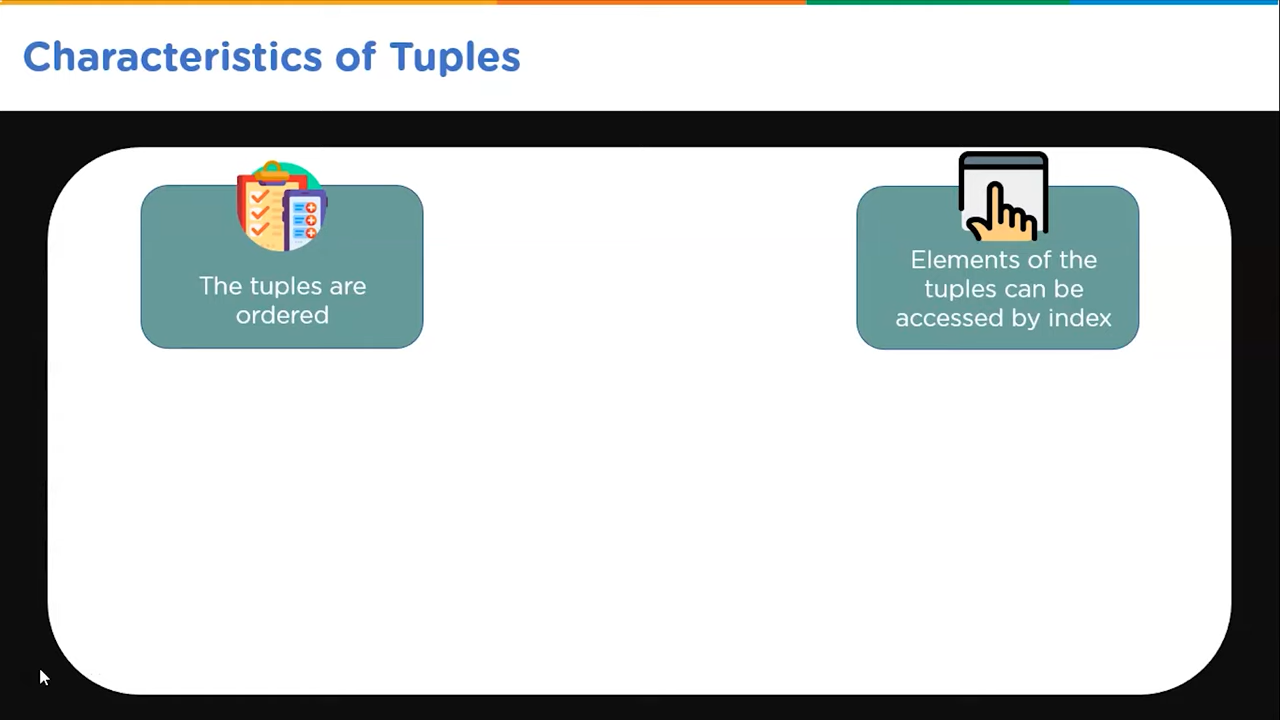 Characteristics of Tuples
The tuples are
ordered
Elements of the
tuples can be
accessed by index